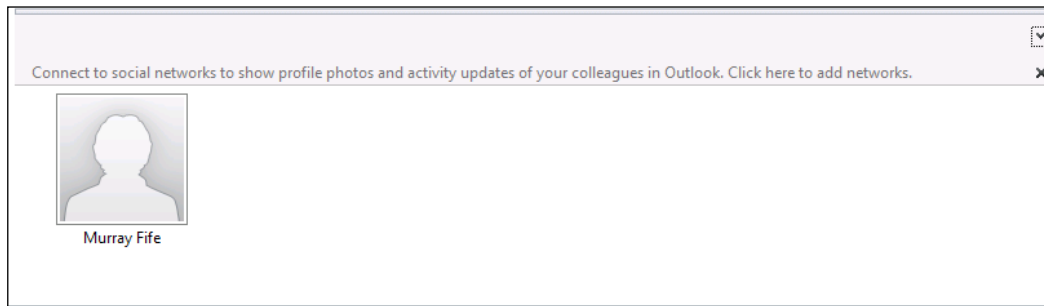 Connect to social networks to show profile photos and activity updates of your colleagues in Outlook. Click here to add networks.
Murray Fife